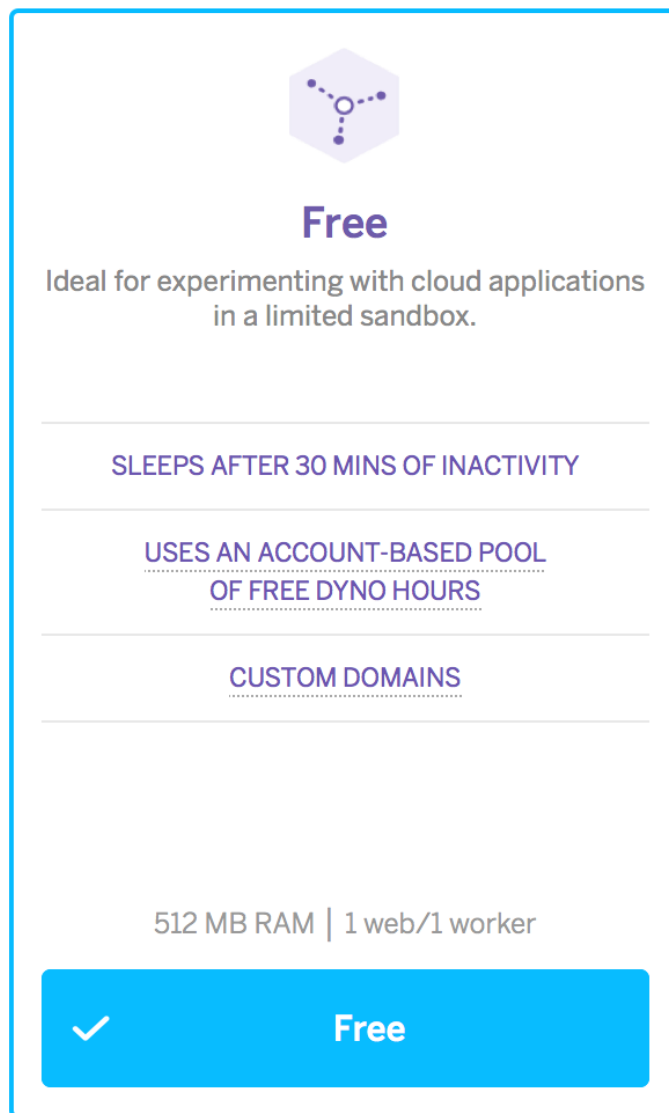 Free
Ideal for experimenting with cloud applications
in a limited sandbox.
SLEEPS AFTER 30 MINS OF INACTIVITY
USES AN ACCOUNT-BASED POOL
OF FREE DYNO HOURS
CUSTOM DOMAINS
512 MB RAM | 1 web/1 worker
Free